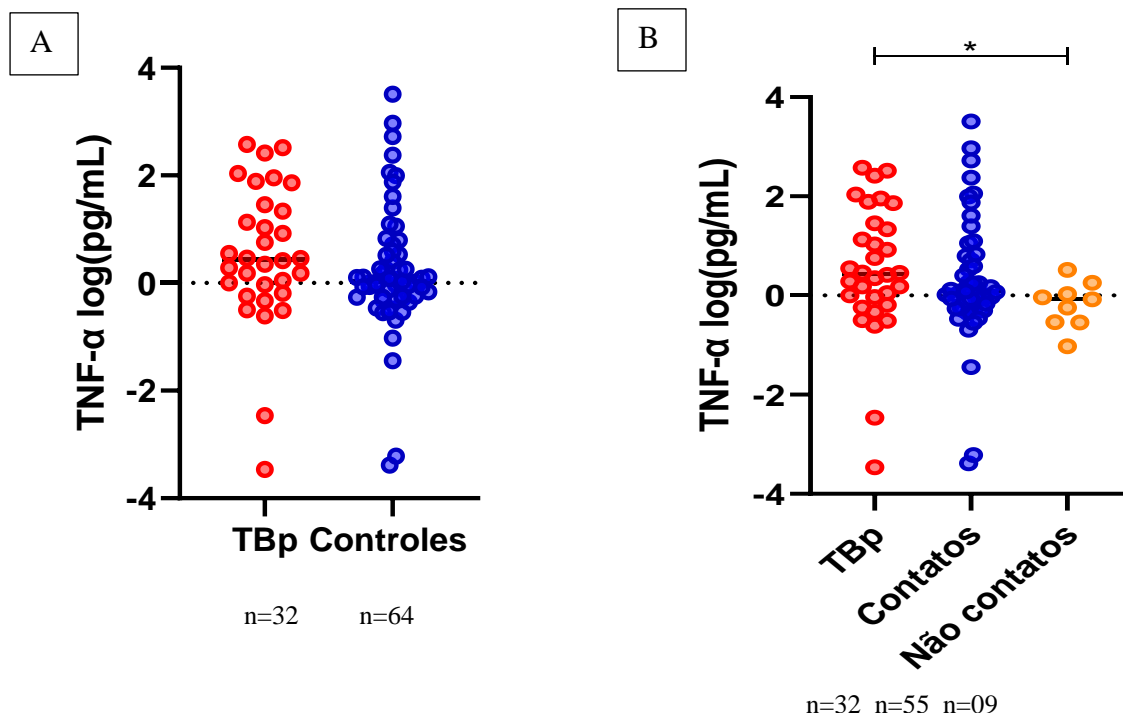 A
TNF-α log(pg/mL)
4
2
0
-2
-4
TBp Controles
n=32 n=64
B
*
TNF-α log(pg/mL)
4
2
0
-2
-4
TBp
Contatos
Não contatos
n=32 n=55 n=09